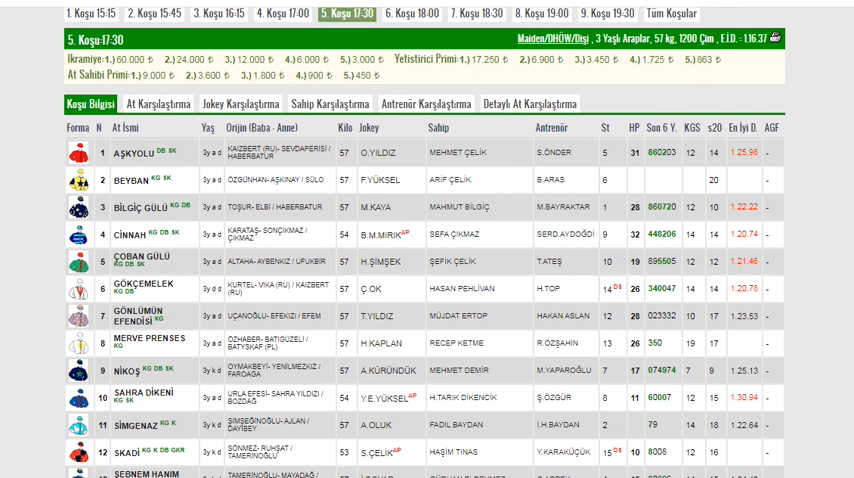 1. Koşu 15:15 2. Koşu 15:45 3. Koşu 16:15 4. Koşu 17:00 5. Koşu 17:30 6. Koşu 18:00 7. Koşu 18:30 8. Koşu 19:00 9. Koşu 19:30 Tüm Koşular
5. Koşu:17:30 Maiden/DHÖW/Dişi , 3 Yaşlı Araplar, 57 kg, 1200 Çim , E.İ.D. : 1.16.37
İkramiye:1.) 60.000 ₺ 2.) 24.000 ₺ 3.) 12.000 ₺ 4.) 6.000 ₺ 5.) 3.000 ₺ Yetistirici Primi:1.) 17.250 ₺ 2.) 6.900 ₺ 3.) 3.450 ₺ 4.) 1.725 ₺ 5.) 863 ₺
At Sahibi Primi:1.) 9.000 ₺ 2.) 3.600 ₺ 3.) 1.800 ₺ 4.) 900 ₺ 5.) 450 ₺
Koşu Bilgisi At Karşılaştırma Jokey Karşılaştırma Sahip Karşılaştırma Antrenör Karşılaştırma Detaylı At Karşılaştırma
Forma N At İsmi Yaş Orijin (Baba - Anne) Kilo Jokey Sahip Antrenör St HP Son 6 Y. KGS s20 En İyi D. AGF
1 AŞKYOLU DB SK 3y a d KAIZBERT (RU)- SEVDAPERİSİ / HABERBATUR 57 O.YILDIZ MEHMET ÇELİK S.ÖNDER 5 31 860203 12 14 1.25.96 -
2 BEYBAN KG SK 3y a d ÖZGÜNHAN- AŞKINAY / SÜLO 57 F.YÜKSEL ARİF ÇELİK B.ARAS 6 20 -
3 BİLGİÇ GÜLÜ KG DB 3y a d TOŞUR- ELBİ / HABERBATUR 57 M.KAYA MAHMUT BİLGİÇ M.BAYRAKTAR 1 28 860720 12 10 1.22.22 -
4 CİNNAH KG DB SK 3y a d KARATAŞ- SONÇIKMAZ / ÇIKMAZ 54 B.M.MIRIK AP SEFA ÇIKMAZ SERD.AYDOĞDI 9 32 448206 14 14 1.20.74 -
5 ÇOBAN GÜLÜ KG DB SK 3y a d ALTAHA- AYBENKIZ / UFUKBİR 57 H.ŞİMŞEK ŞEFİK ÇELİK T.ATEŞ 10 19 896505 12 12 1.21.46 -
6 GÖKÇEMELEK KG DB 3y d d KURTEL- VIKA (RU) / KAIZBERT (RU) 57 Ç.OK HASAN PEHLİVAN H.TOP 14 DS 26 340047 14 14 1.20.78 -
7 GÖNLÜMÜN EFENDİSİ KG 3y a d UÇANOĞLU- EFEKIZI / EFEM 57 T.YILDIZ MÜJDAT ERTOP HAKAN ASLAN 12 28 023332 10 17 1.23.53 -
8 MERVE PRENSES KG 3y a d ÖZHABER- BATIGÜZELİ / BATYSKAF (PL) 57 H.KAPLAN RECEP KETME R.ÖZŞAHİN 13 26 350 19 17 -
9 NİKOŞ KG DB SK 3y k d OYMAKBEYİ- YENİLMEZKIZ / FAROAGA 57 A.KÜRÜNDÜK MEHMET DEMİR M.YAPAROĞLU 7 17 074974 7 9 1.25.13 -
10 SAHRA DİKENİ KG SK 3y a d URLA EFESİ- SAHRA YILDIZI / BOZDAĞ 54 Y.E.YÜKSEL AP H.TARIK DİKENCİK Ş.ÖZGÜR 8 11 60007 12 15 1.30.94 -
11 SİMGENAZ KG K 3y k d ŞİMŞEĞİNOĞLU- AJLAN / DAYIBEY 57 A.OLUK FADIL BAYDAN İ.H.BAYDAN 2 79 14 18 1.22.64 -
12 SKADİ KG K DB GKR 3y k d SÖNMEZ- RUHŞAT / TAMERİNOĞLU 53 S.ÇELİK AP HAŞİM TINAS Y.KARAKÜÇÜK 15 DS 10 8008 12 16 -
ŞEBNEM HANIM TAMERİNOĞLU- MAYADAĞ /